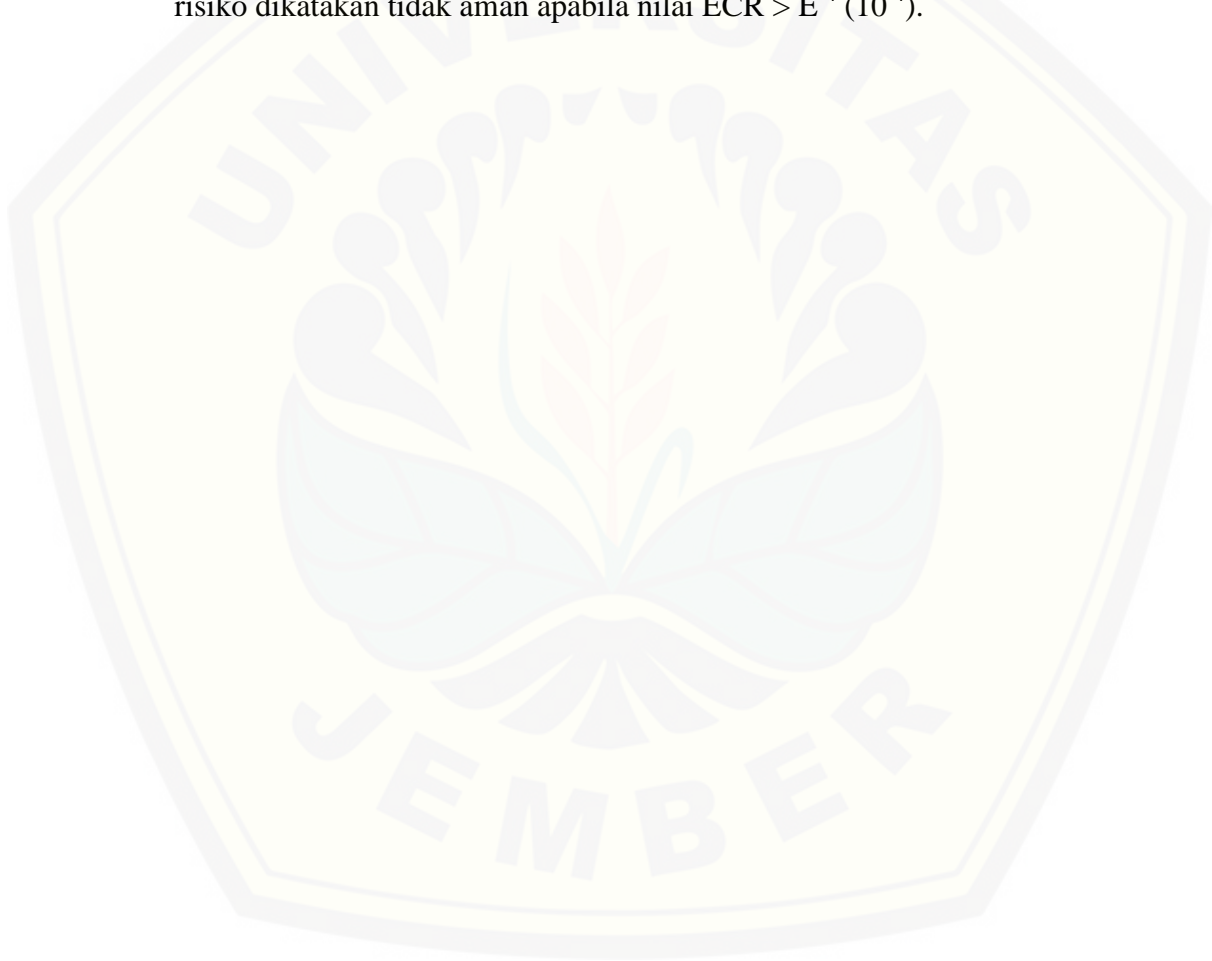 risiko dikatakan tidak aman apabila nilai ECR > E (10 ).
UNIVERSITAS
JEMBER